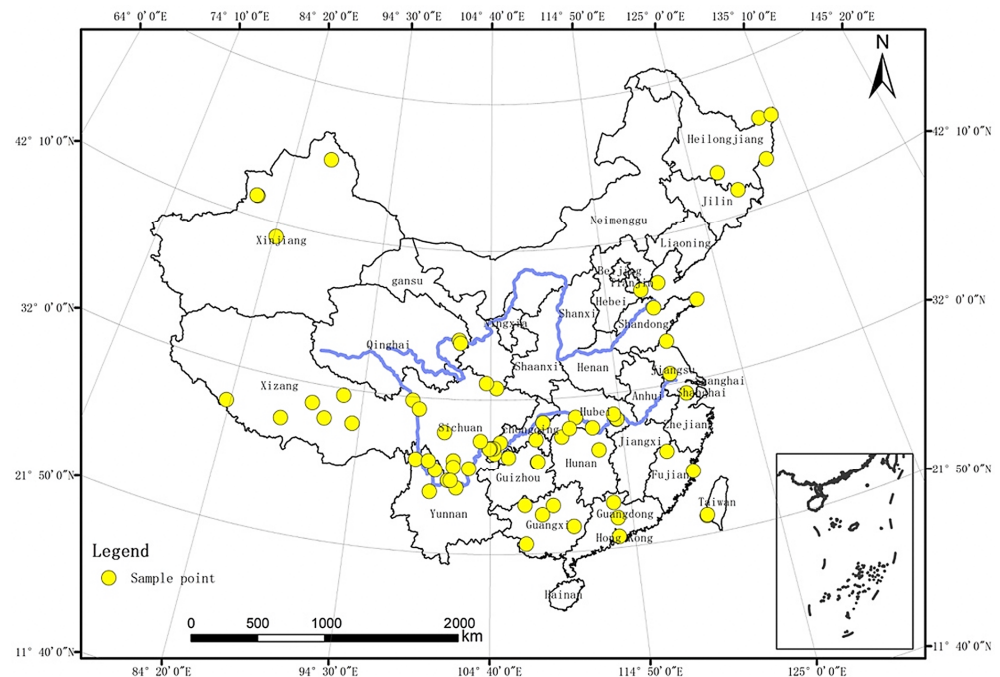 64° 0'0"E
74° 10'0"E
84° 20'0"E
94° 30'0"E
104° 40'0"E
114° 50'0"E
125° 0'0"E
135° 10'0"E
145° 20'0"E
N
42° 10'0"N
42° 10'0"N
Heilongjiang
Jilin
Neimenggu
Xinjiang
Liaoning
Beijing
gansu
Tianjin
Hebei
32° 0'0"N
32° 0'0"N
Shanxi
Ningxia
Shandong
Qinghai
Shaanxi
Henan
Jiangsu
Shanghai
Xizang
Shanghai
Anhui
Hubei
Zhejiang
Sichuan
Chongqing
Jiangxi
Hunan
21° 50'0"N
21° 50'0"N
Guizhou
Fujian
Taiwan
Yunnan
Guangdong
Guangxi
Hong Kong
Legend
Sample point
Hainan
0
500
1000
2000
km
11° 40'0"N
11° 40'0"N
84° 20'0"E
94° 30'0"E
104° 40'0"E
114° 50'0"E
125° 0'0"E